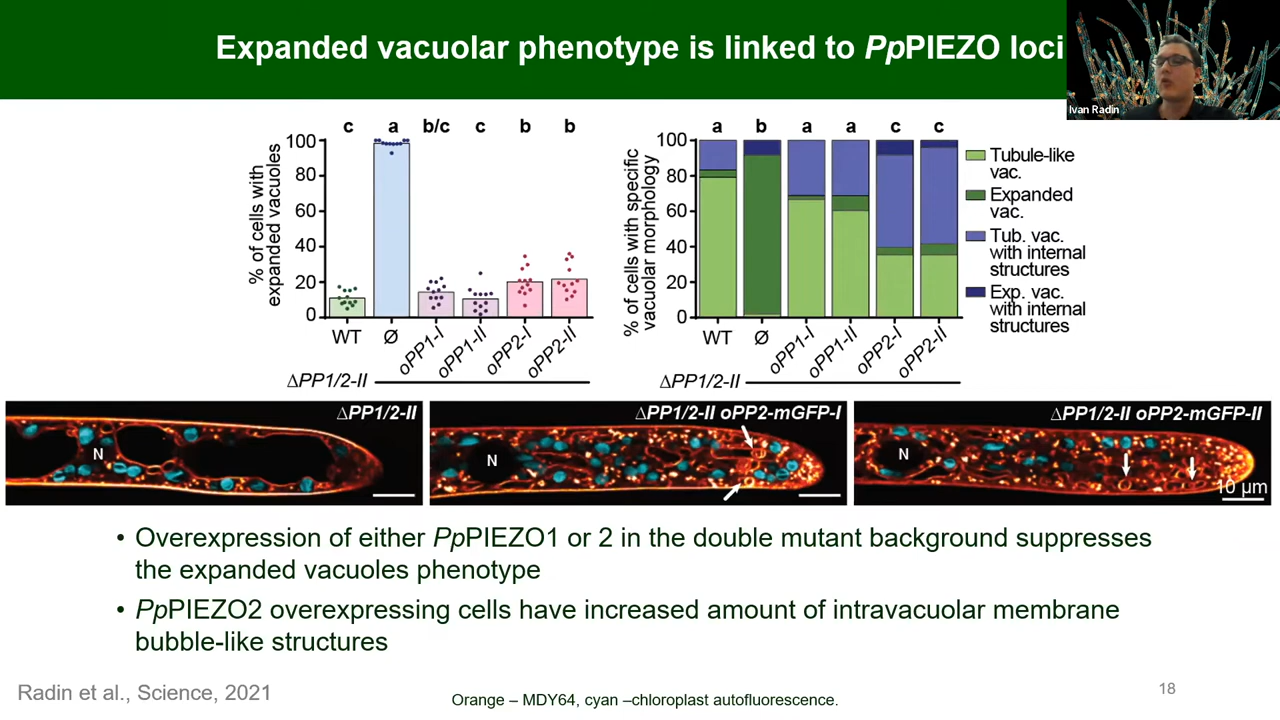 Expanded vacuolar phenotype is linked to PpPIEZO loci
Ivan Radin
% of cells with
expanded vacuoles
100
80
60
40
20
0
c a b/c c b b
WT Ø oPP1-I oPP1-II oPP2-I oPP2-II
∆PP1/2-II
% of cells with specific
vacuolar morphology
100
80
60
40
20
0
a b a a c c
WT Ø oPP1-I oPP1-II oPP2-I oPP2-II
∆PP1/2-II
Tubule-like
vac.
Expanded
vac.
Tub. vac.
with internal
structures
Exp. vac.
with internal
structures
∆PP1/2-II
N
∆PP1/2-II oPP2-mGFP-I
N
∆PP1/2-II oPP2-mGFP-II
N
10 µm
• Overexpression of either PpPIEZO1 or 2 in the double mutant background suppresses
the expanded vacuoles phenotype
• PpPIEZO2 overexpressing cells have increased amount of intravacuolar membrane
bubble-like structures
Radin et al., Science, 2021
Orange – MDY64, cyan –chloroplast autofluorescence.
18